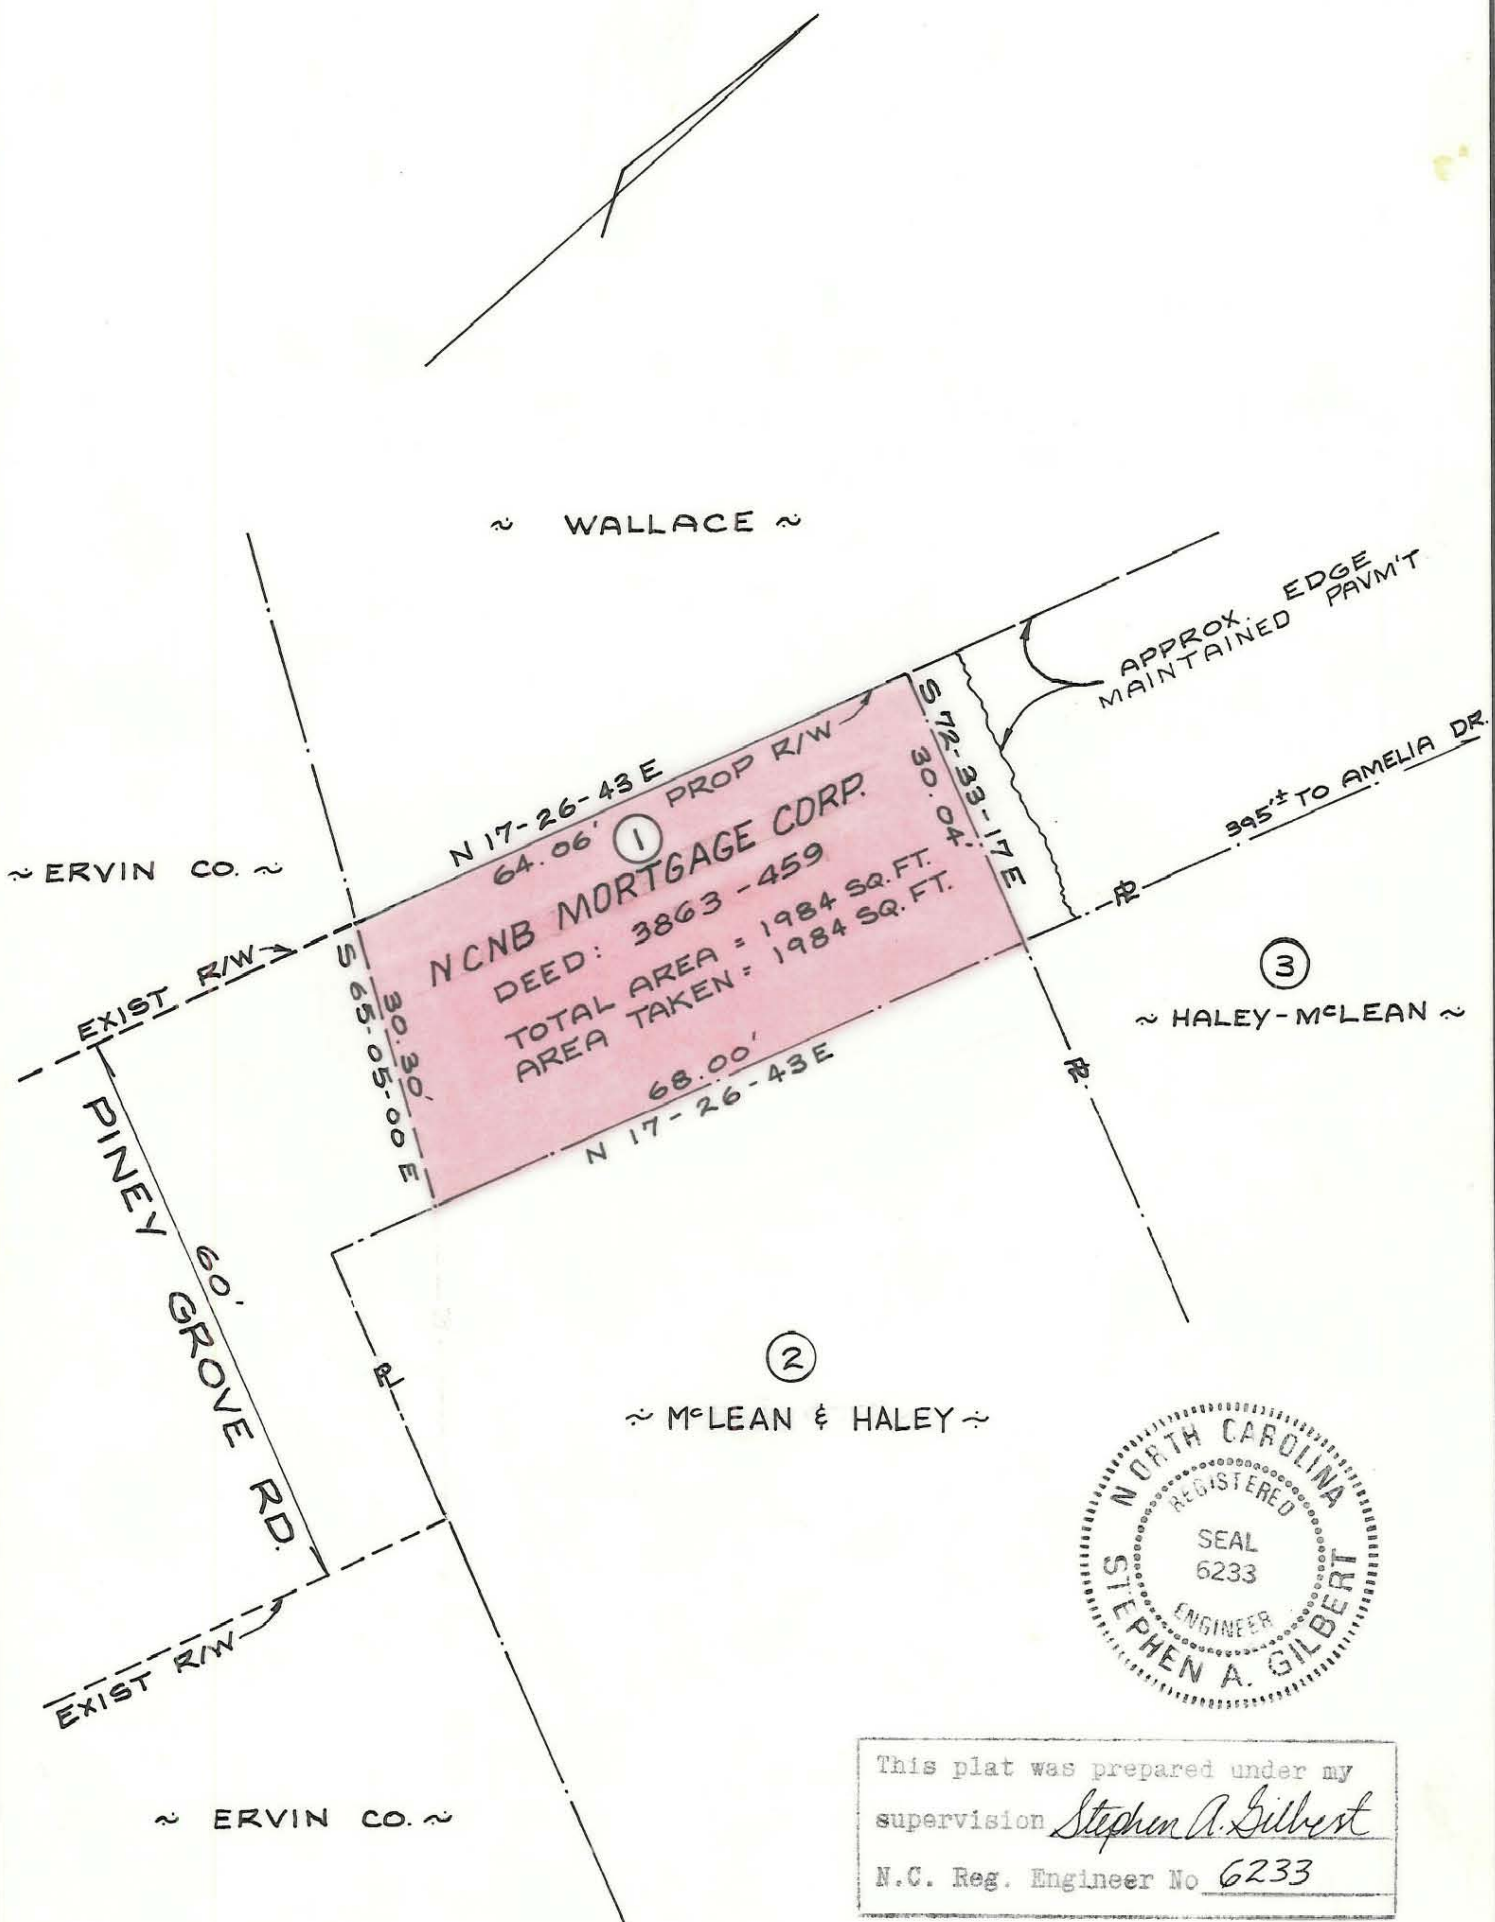 ~ WALLACE ~
APPROX. EDGE
MAINTAINED PAVM'T
395'± TO AMELIA DR.
~ ERVIN CO. ~
N 17-26-43 E
64.06'
PROP R/W
1
NCNB MORTGAGE CORP.
DEED: 3863-459
TOTAL AREA = 1984 SQ.FT.
AREA TAKEN = 1984 SQ.FT.
68.00'
N 17-26-43 E
S 72-33-17 E
30.04'
S 65-05-00 E
30.30'
EXIST R/W
PINEY GROVE RD.
60'
EXIST R/W
PL
PL
PL
3
~ HALEY-McLEAN ~
2
~ McLEAN & HALEY ~
~ ERVIN CO. ~
NORTH CAROLINA
REGISTERED
SEAL
6233
ENGINEER
STEPHEN A. GILBERT
This plat was prepared under my
supervision Stephen A. Gilbert
N.C. Reg. Engineer No 6233